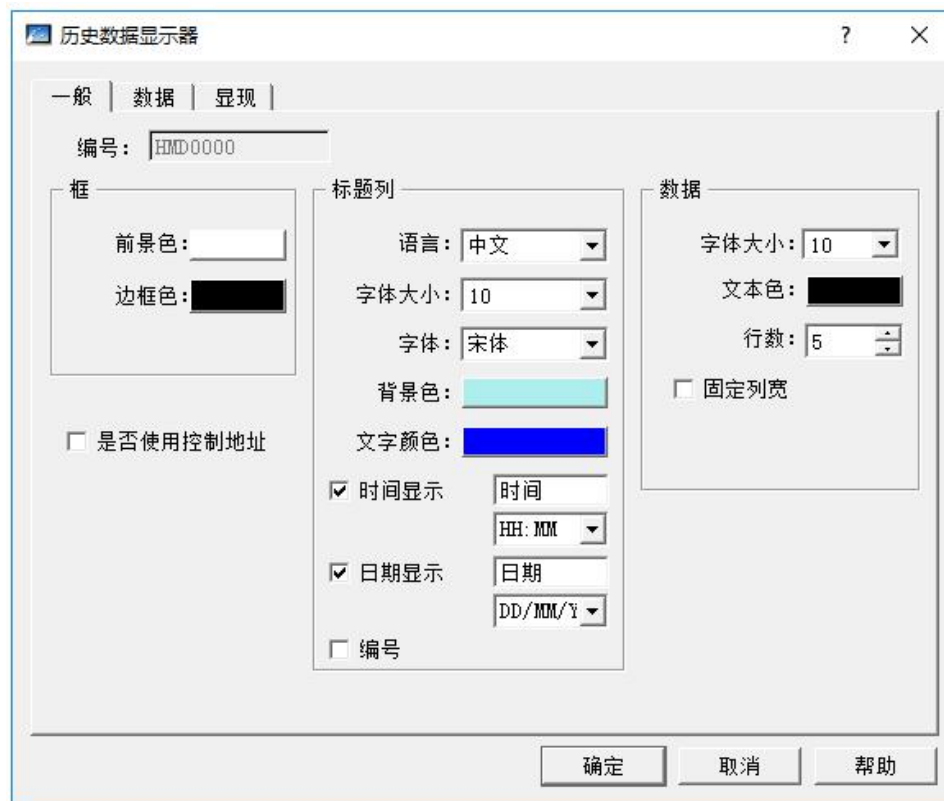 历史数据显示器
?
一般 数据 显现
编号: HMD0000
框
前景色:
边框色:
是否使用控制地址
标题列
语言: 中文
字体大小: 10
字体: 宋体
背景色:
文字颜色:
时间显示 时间
HH:MM
日期显示 日期
DD/MM/Y
编号
数据
字体大小: 10
文本色:
行数: 5
固定列宽
确定 取消 帮助